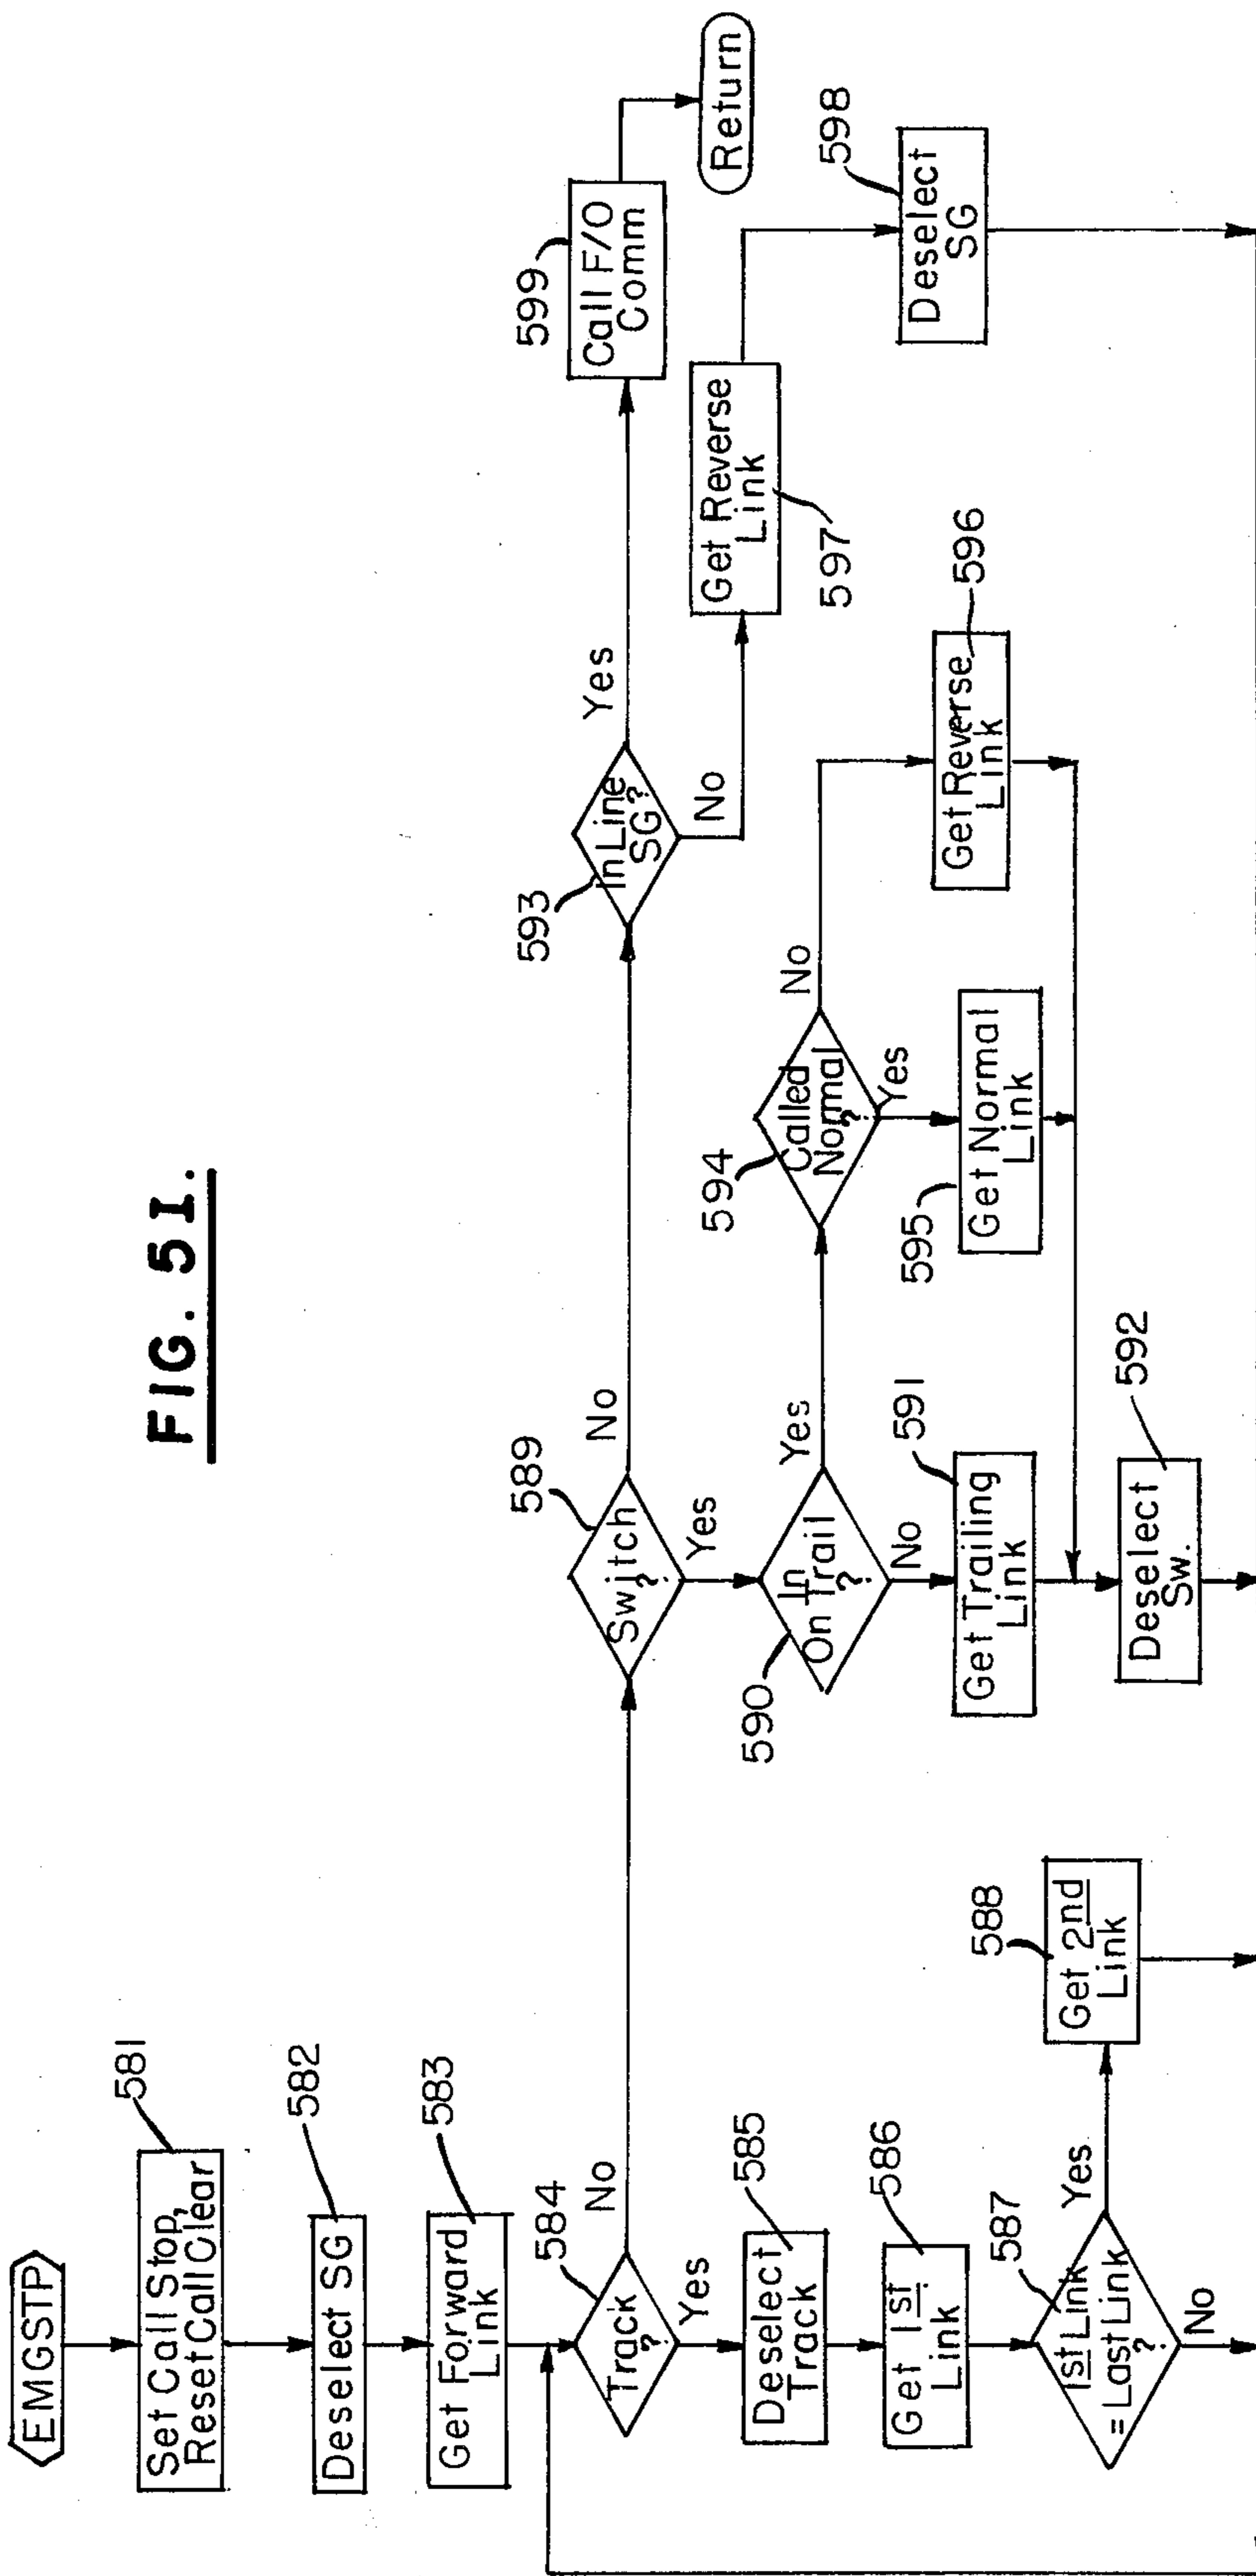 FIG. 5I.
EMGSTP
581
Set Call Stop,
Reset Call Clear
582
Deselect SG
583
Get Forward
Link
584
Track
?
No
Yes
585
Deselect
Track
586
Get 1st
Link
587
1st Link
= Last Link
?
Yes
No
588
Get 2nd
Link
589
Switch
?
No
Yes
590
In
On Trail
?
Yes
No
591
Get Trailing
Link
592
Deselect
Sw.
593
In Line
SG?
Yes
No
594
Called
Normal
?
No
Yes
595
Get Normal
Link
596
Get Reverse
Link
597
Get Reverse
Link
598
Deselect
SG
599
Call F/O
Comm
Return